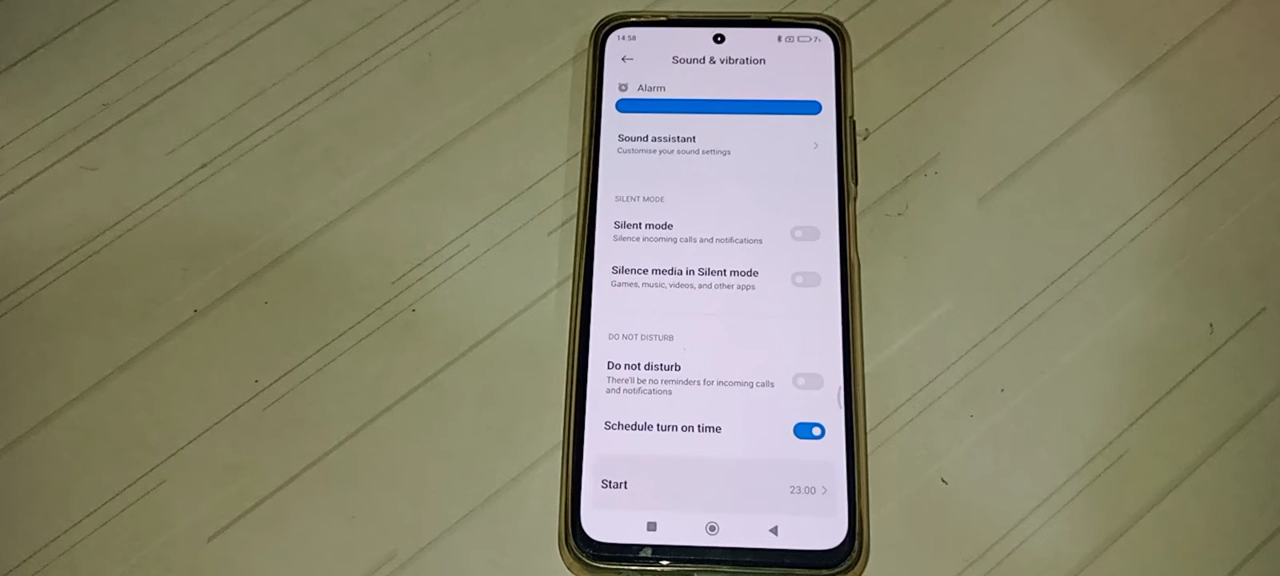 14:58
Sound & vibration
Alarm
Sound assistant
Customise your sound settings
SILENT MODE
Silent mode
Silence incoming calls and notifications
Silence media in Silent mode
Games, music, videos, and other apps
DO NOT DISTURB
Do not disturb
There'll be no reminders for incoming calls
and notifications
Schedule turn on time
Start
23:00